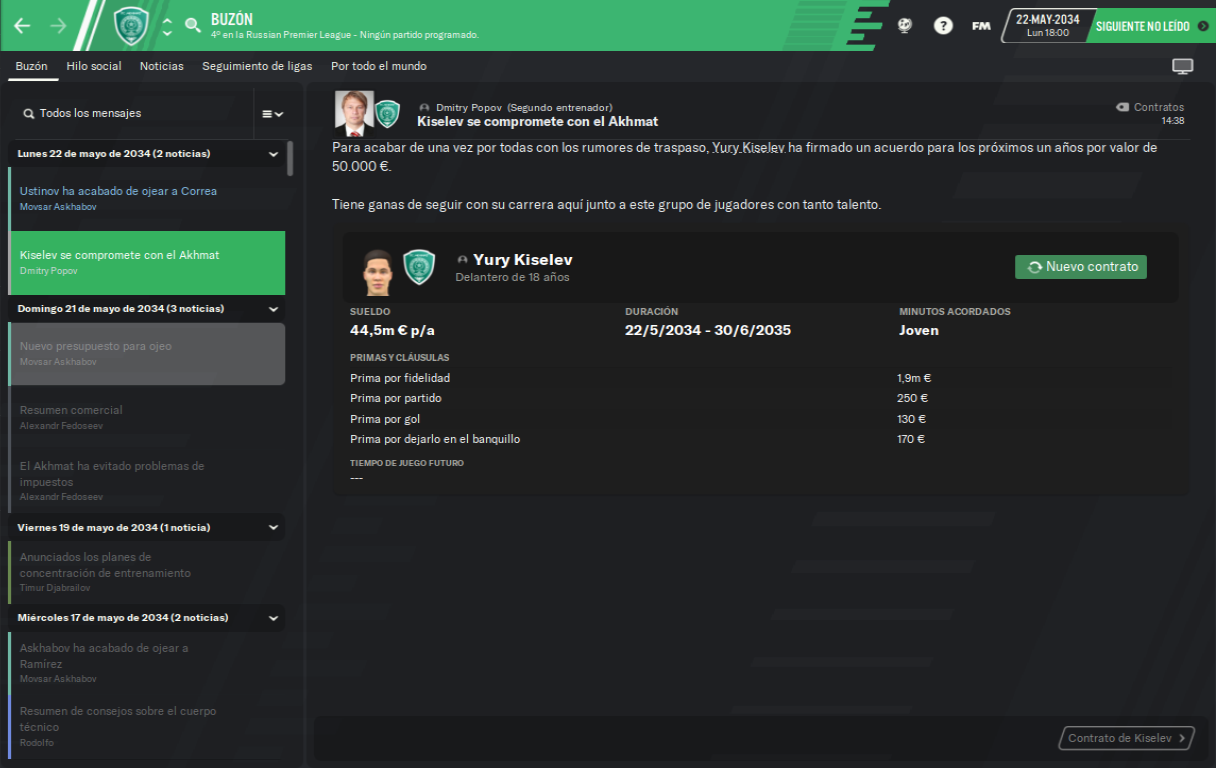 BUZÓN
4º en la Russian Premier League - Ningún partido programado.
FM
22-MAY-2034
Lun 18:00
SIGUIENTE NO LEÍDO
Buzón
Hilo social
Noticias
Seguimiento de ligas
Por todo el mundo
Todos los mensajes
Lunes 22 de mayo de 2034 (2 noticias)
Ustinov ha acabado de ojear a Correa
Movsar Askhabov
Kiselev se compromete con el Akhmat
Dmitry Popov
Domingo 21 de mayo de 2034 (3 noticias)
Nuevo presupuesto para ojeo
Movsar Askhabov
Resumen comercial
Alexandr Fedoseev
El Akhmat ha evitado problemas de
impuestos
Alexandr Fedoseev
Viernes 19 de mayo de 2034 (1 noticia)
Anunciados los planes de
concentración de entrenamiento
Timur Djabrailov
Miércoles 17 de mayo de 2034 (2 noticias)
Askhabov ha acabado de ojear a
Ramírez
Movsar Askhabov
Resumen de consejos sobre el cuerpo
técnico
Rodolfo
Dmitry Popov (Segundo entrenador)
Kiselev se compromete con el Akhmat
Contratos
14:38
Para acabar de una vez por todas con los rumores de traspaso, Yury Kiselev ha firmado un acuerdo para los próximos un años por valor de
50.000 €.
Tiene ganas de seguir con su carrera aquí junto a este grupo de jugadores con tanto talento.
Yury Kiselev
Delantero de 18 años
Nuevo contrato
SUELDO
44,5m € p/a
DURACIÓN
22/5/2034 - 30/6/2035
MINUTOS ACORDADOS
Joven
PRIMAS Y CLÁUSULAS
Prima por fidelidad 1,9m €
Prima por partido 250 €
Prima por gol 130 €
Prima por dejarlo en el banquillo 170 €
TIEMPO DE JUEGO FUTURO
---
Contrato de Kiselev